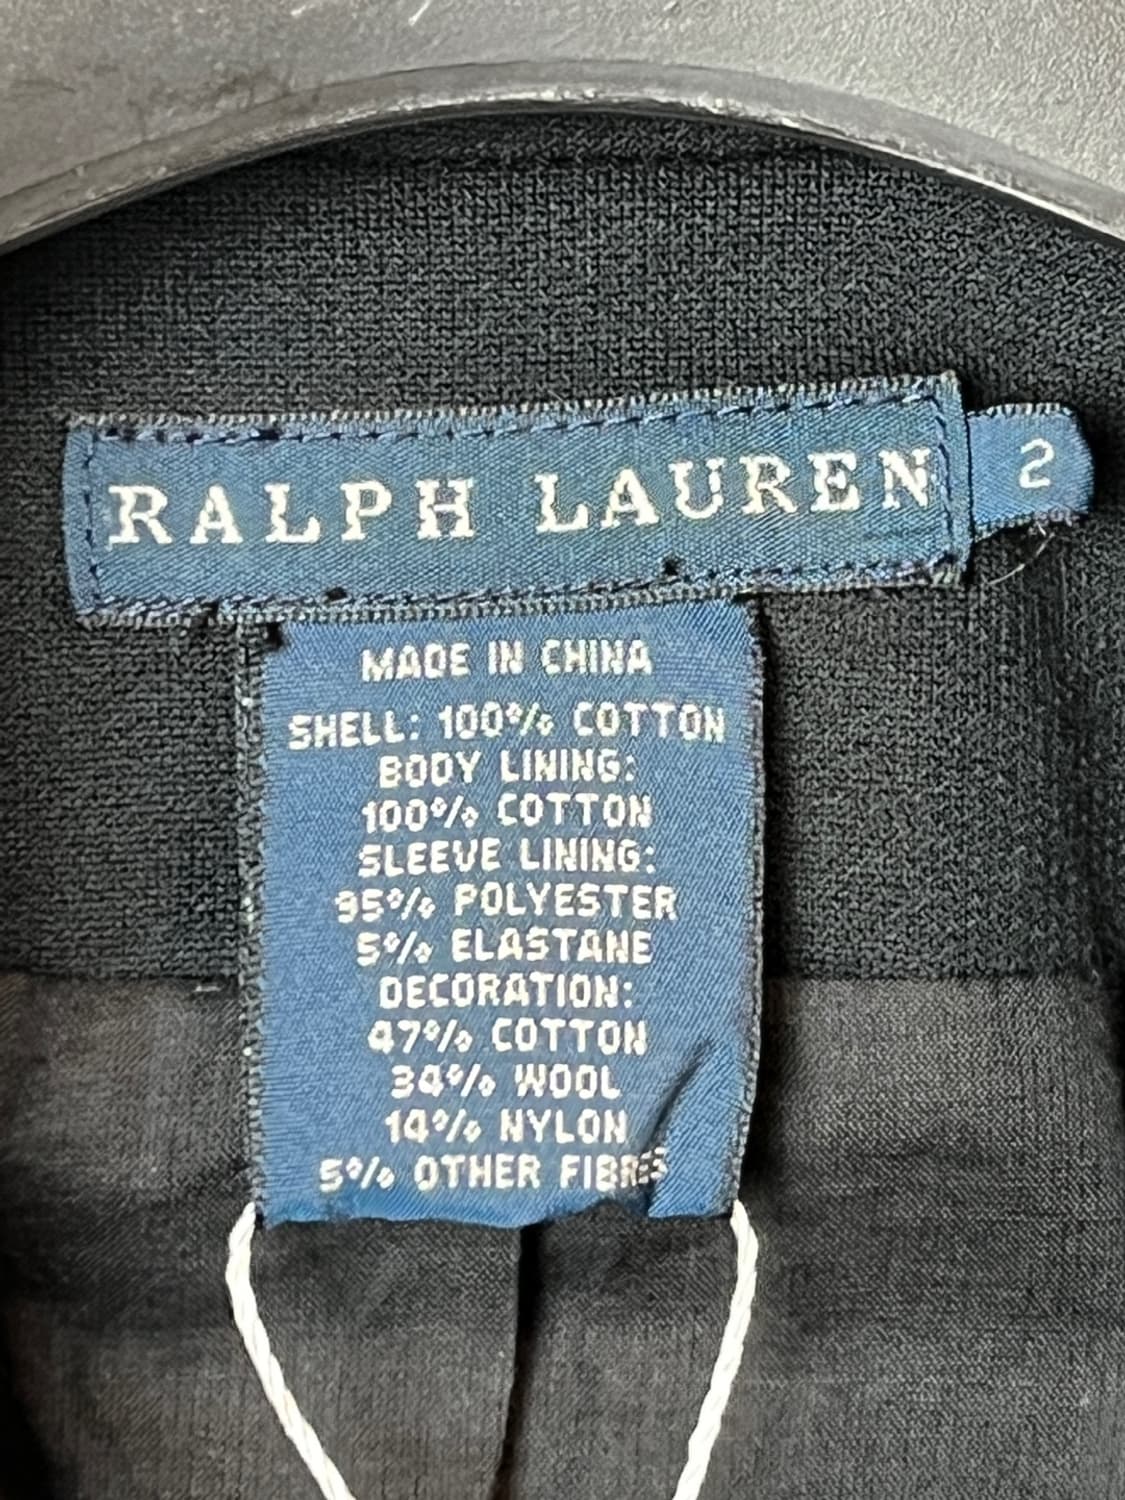 RALPH LAUREN 2
MADE IN CHINA
SHELL: 100% COTTON
BODY LINING:
100% COTTON
SLEEVE LINING:
95% POLYESTER
5% ELASTANE
DECORATION:
47% COTTON
34% WOOL
14% NYLON
5% OTHER FIBRES